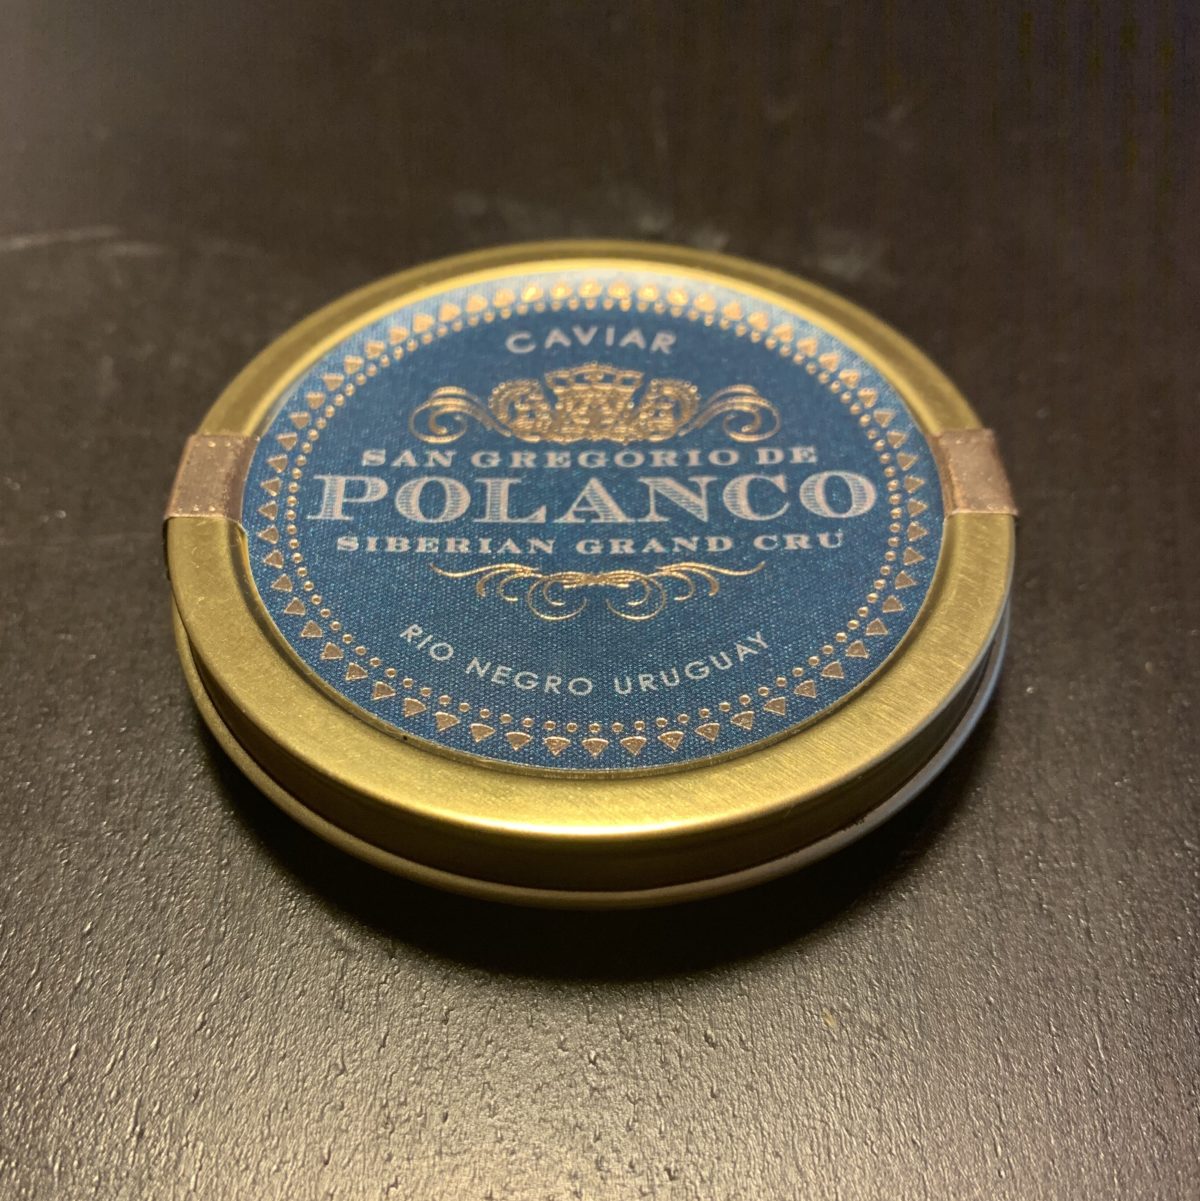 CAVIAR
SAN GREGORIO DE
POLANCO
SIBERIAN GRAND CRU
RIO NEGRO URUGUAY